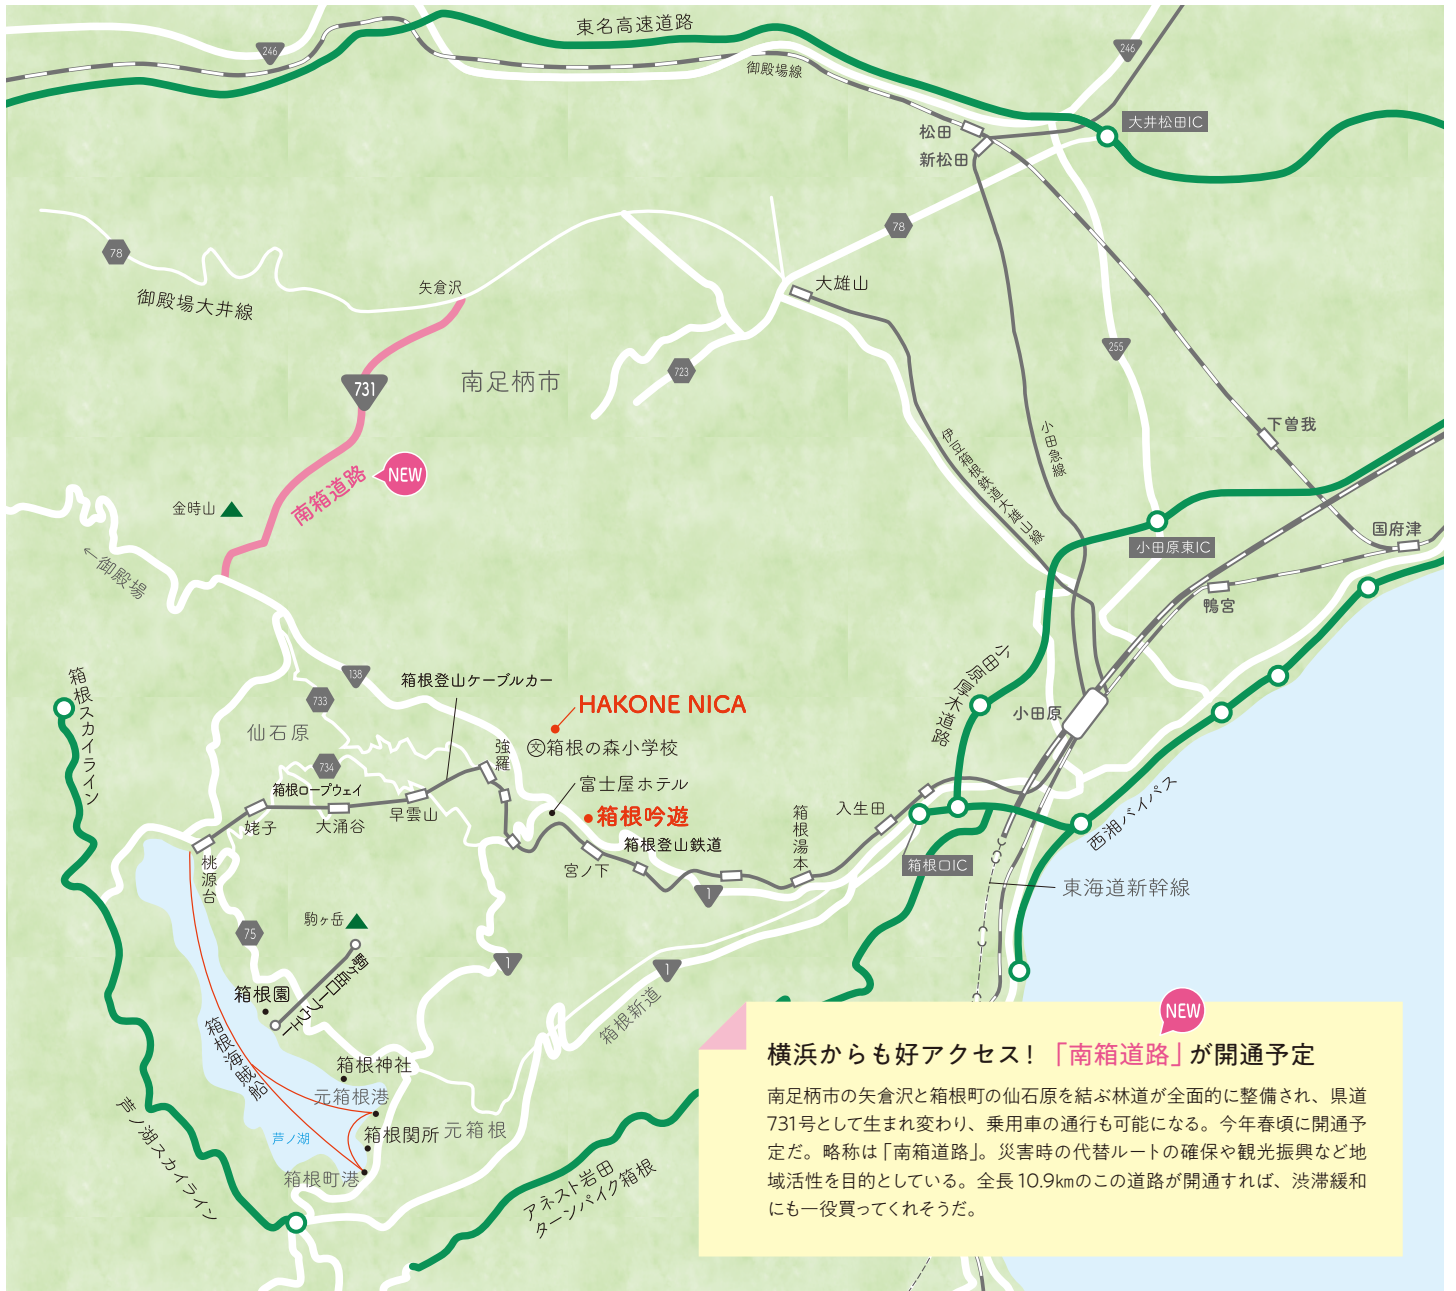 東名高速道路
246
246
御殿場線
大井松田IC
松田
新松田
78
78
御殿場大井線
矢倉沢
大雄山
255
723
731
南足柄市
下曽我
小田急線
伊豆箱根鉄道大雄山線
NEW
南箱道路
金時山
国府津
小田原東IC
←御殿場
鴨宮
138
733
箱根スカイライン
箱根登山ケーブルカー
HAKONE NICA
小田原厚木道路
小田原
仙石原
強羅
文箱根の森小学校
734
箱根ロープウェイ
富士屋ホテル
箱根吟遊
西湘バイパス
姥子
大涌谷
早雲山
入生田
箱根湯本
箱根登山鉄道
桃源台
宮ノ下
箱根口IC
東海道新幹線
1
駒ヶ岳
75
1
1
駒ヶ岳ロープウェー
箱根園
箱根新道
箱根海賊船
箱根神社
元箱根港
芦ノ湖スカイライン
芦ノ湖
箱根関所
元箱根
箱根町港
アネスト岩田
ターンパイク箱根
NEW
横浜からも好アクセス！「南箱道路」が開通予定
南足柄市の矢倉沢と箱根町の仙石原を結ぶ林道が全面的に整備され、県道
731号として生まれ変わり、乗用車の通行も可能になる。今年春頃に開通予
定だ。略称は「南箱道路」。災害時の代替ルートの確保や観光振興など地
域活性を目的としている。全長10.9kmのこの道路が開通すれば、渋滞緩和
にも一役買ってくれそうだ。